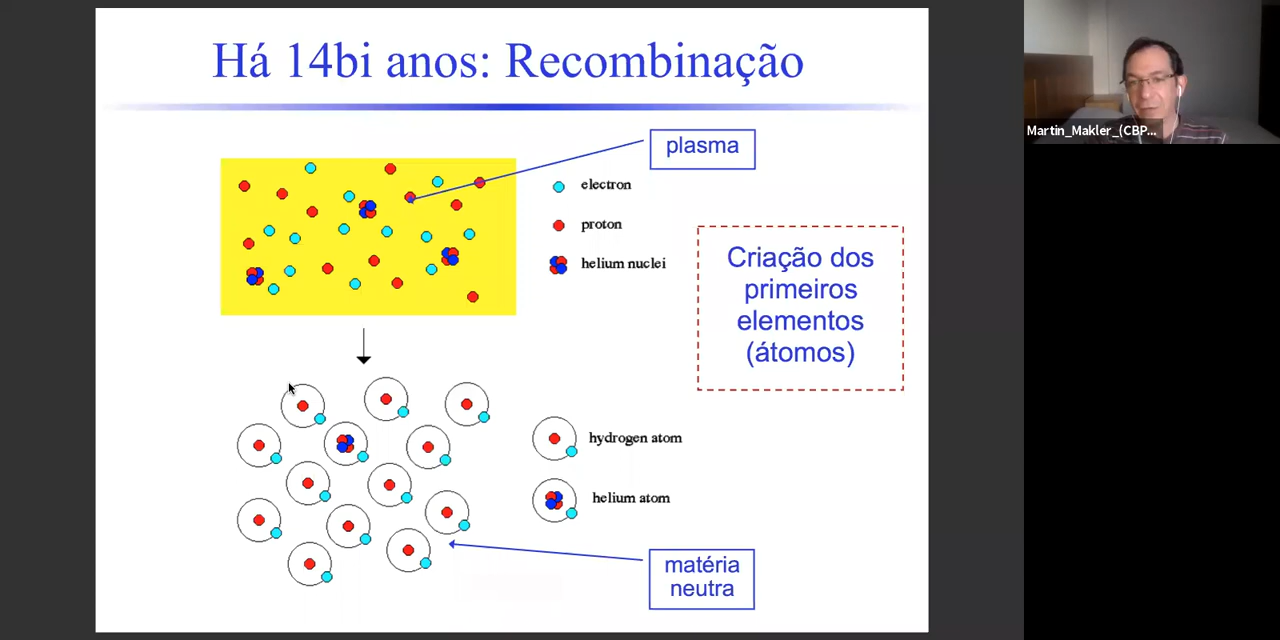 Há 14bi anos: Recombinação
plasma
electron
proton
helium nuclei
Criação dos
primeiros
elementos
(átomos)
hydrogen atom
helium atom
matéria
neutra
Martin_Makler_(CBP...